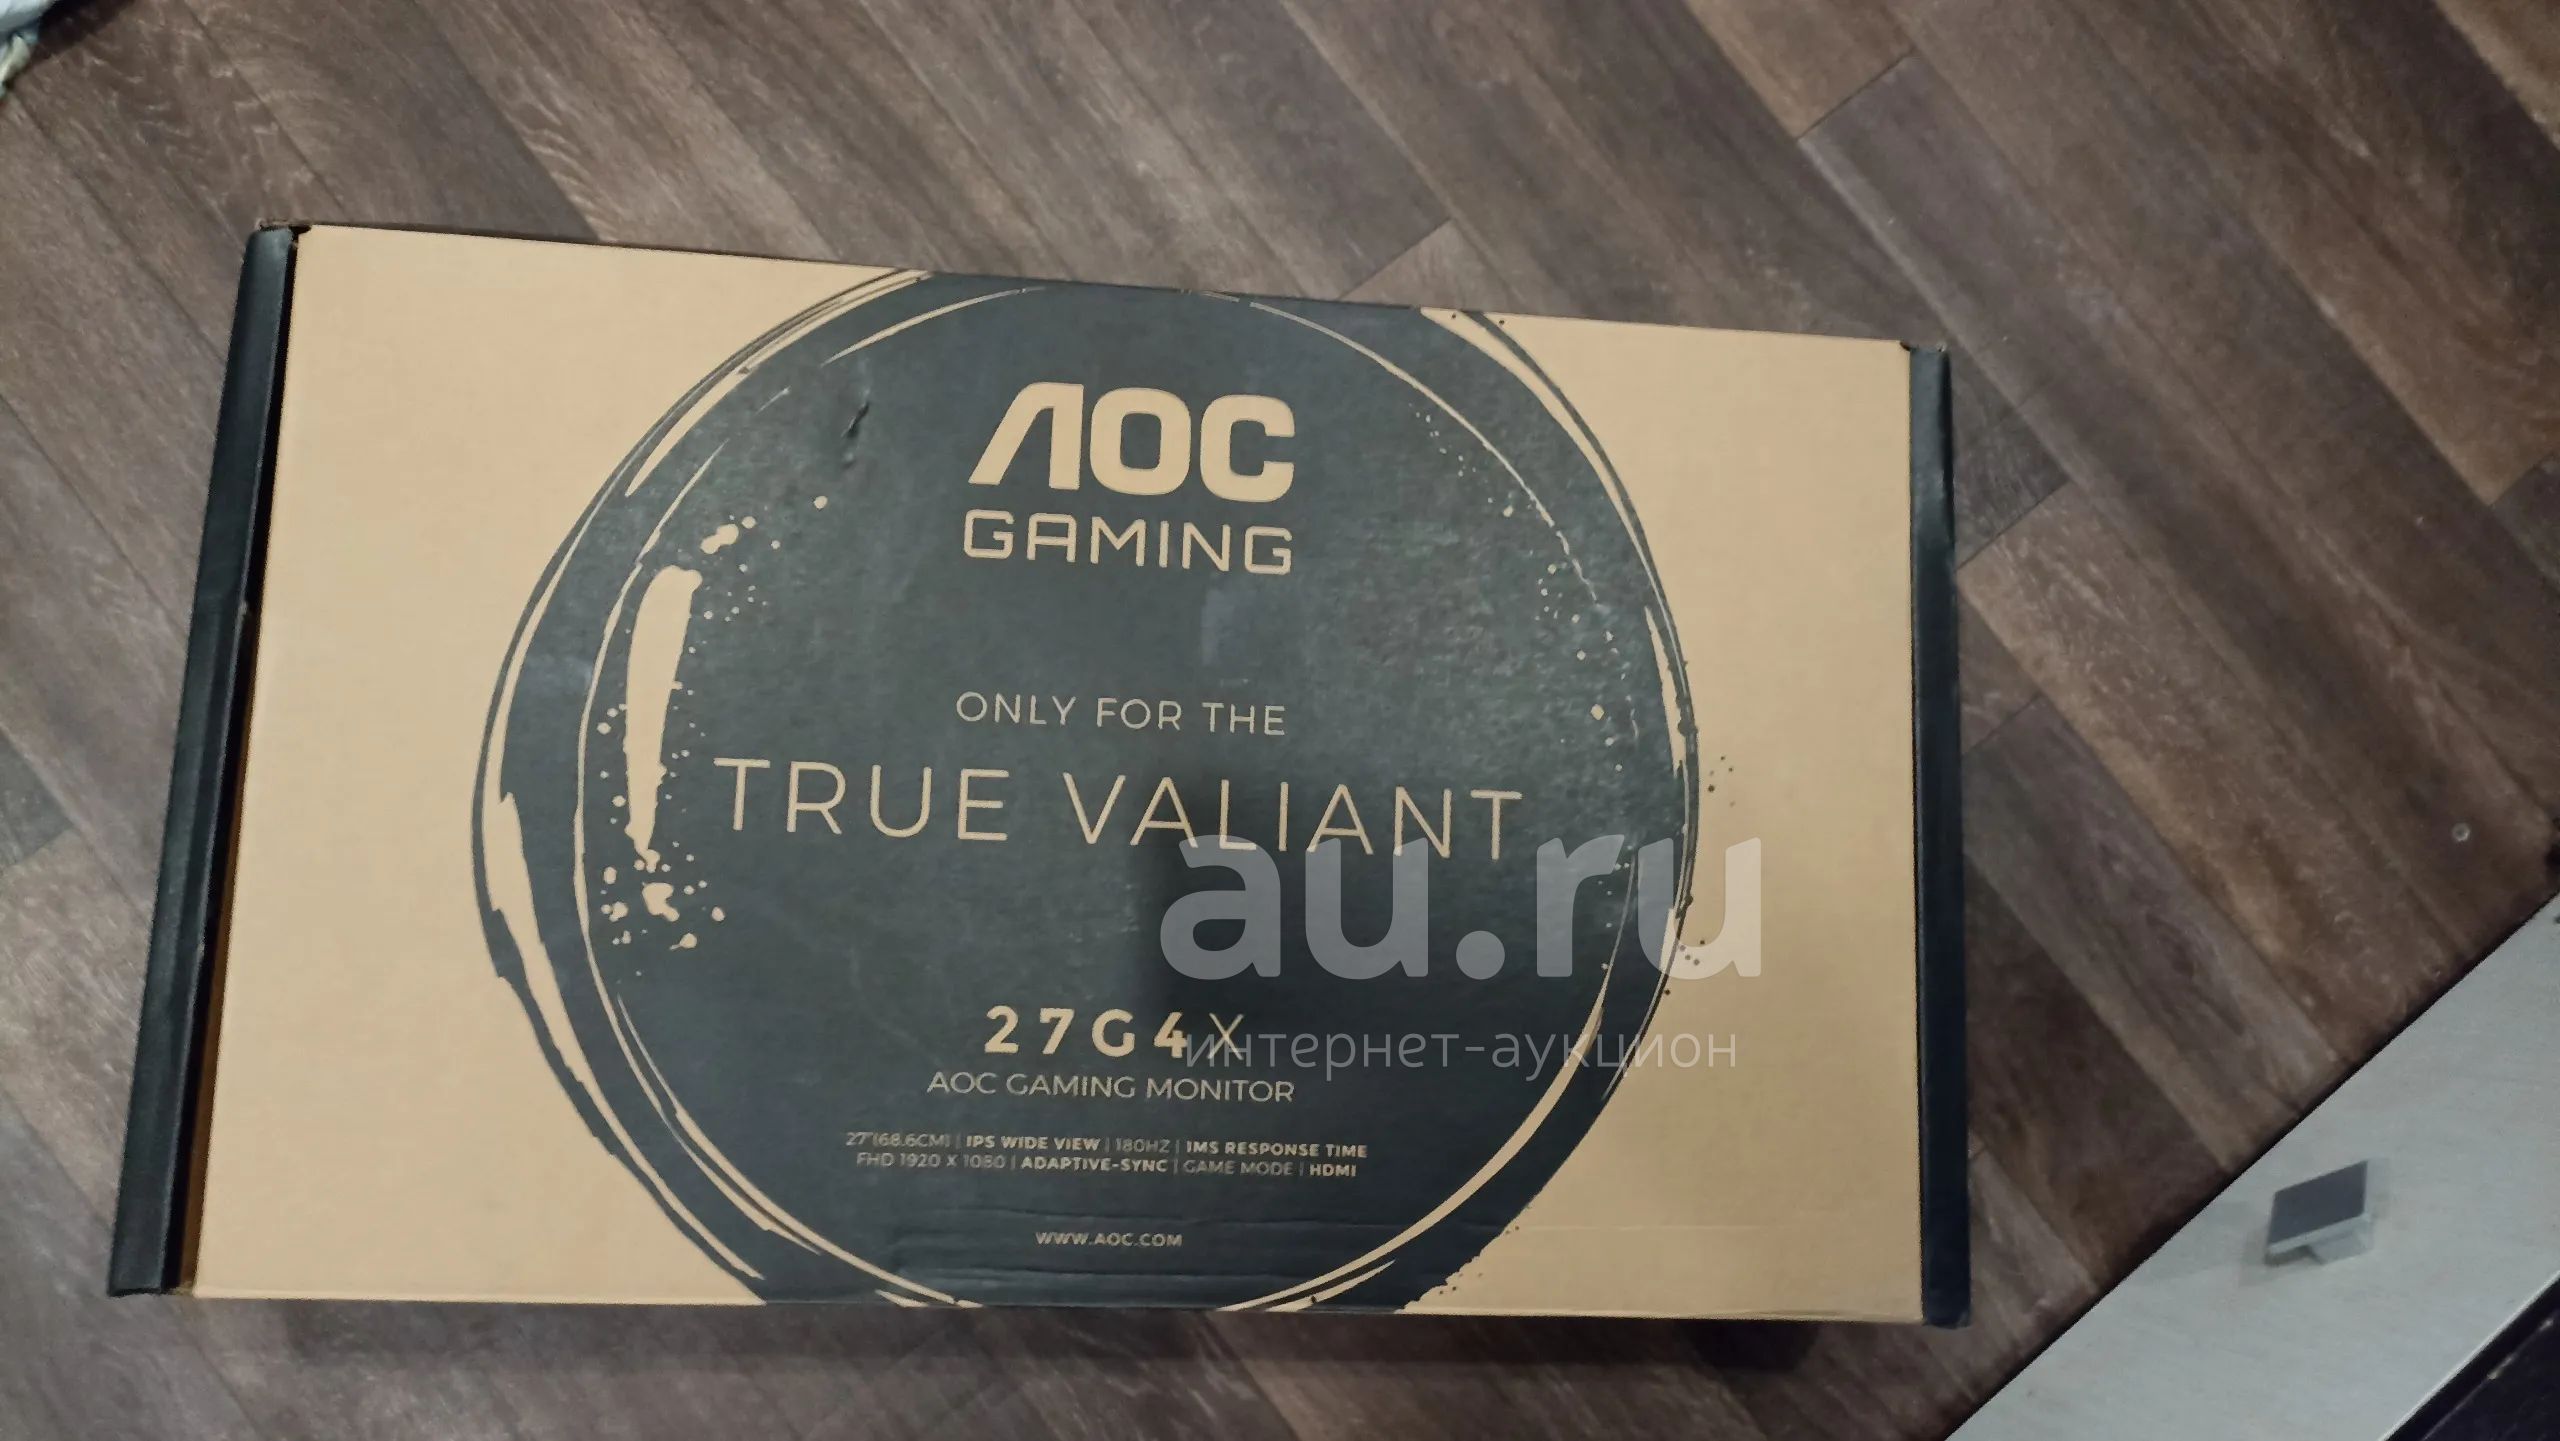 AOC
GAMING
ONLY FOR THE
TRUE VALIANT
au.ru
27G4X
интернет-аукцион
AOC GAMING MONITOR
27"(68.6CM) | IPS WIDE VIEW | 180HZ | 1MS RESPONSE TIME
FHD 1920 X 1080 | ADAPTIVE-SYNC | GAME MODE | HDMI
WWW.AOC.COM